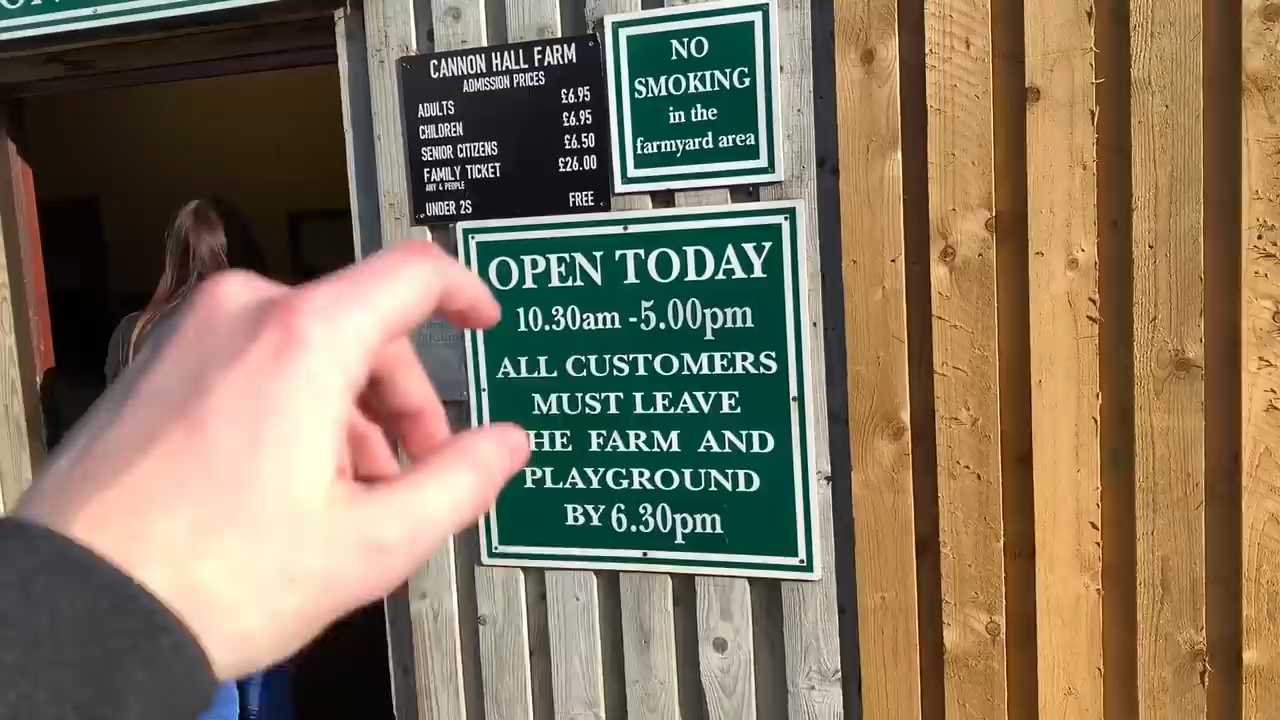 CANNON HALL FARM
ADMISSION PRICES
ADULTS £6.95
CHILDREN £6.95
SENIOR CITIZENS £6.50
FAMILY TICKET £26.00
ANY 4 PEOPLE
UNDER 2S FREE
NO
SMOKING
in the
farmyard area
OPEN TODAY
10.30am -5.00pm
ALL CUSTOMERS
MUST LEAVE
HE FARM AND
PLAYGROUND
BY 6.30pm